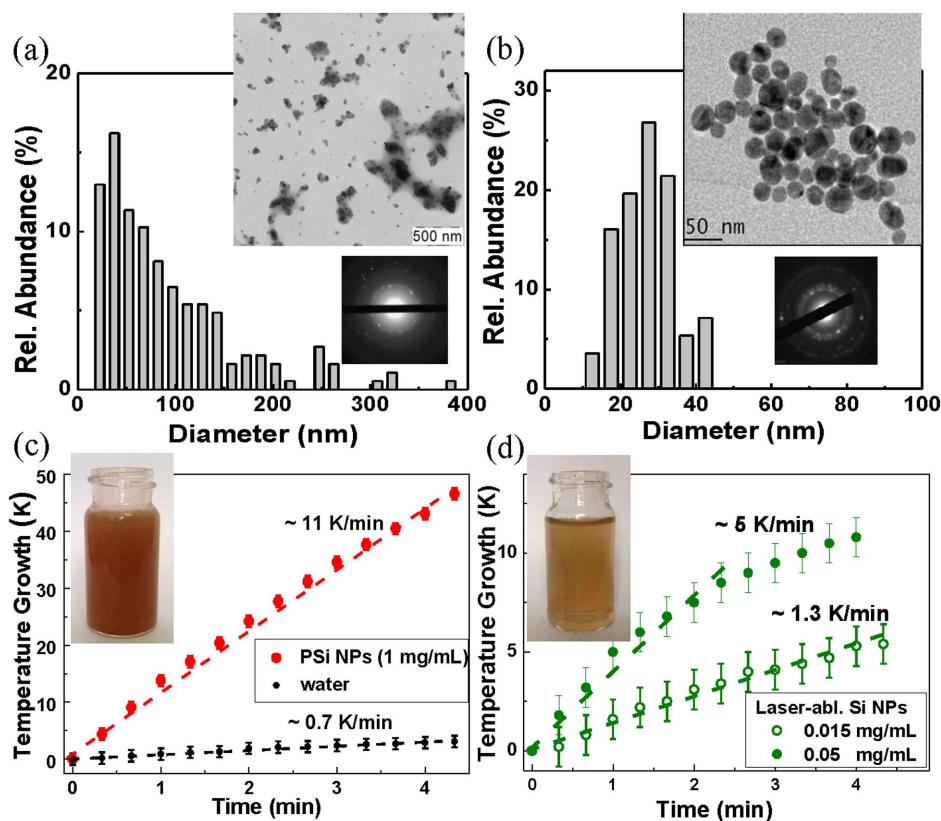 (a)
20
10
0
Rel. Abundance (%)
0 100 200 300 400
Diameter (nm)
500 nm
(b)
30
20
10
0
Rel. Abundance (%)
0 20 40 60 80 100
Diameter (nm)
50 nm
(c)
50
40
30
20
10
0
Temperature Growth (K)
~ 11 K/min
PSi NPs (1 mg/mL)
water
~ 0.7 K/min
0 1 2 3 4
Time (min)
(d)
10
5
0
Temperature Growth (K)
~ 5 K/min
~ 1.3 K/min
Laser-abl. Si NPs
0.015 mg/mL
0.05 mg/mL
0 1 2 3 4
Time (min)